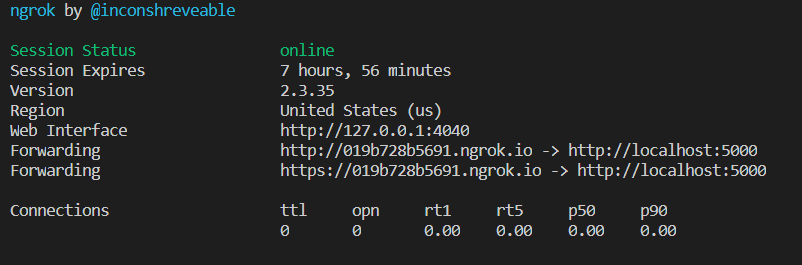 ngrok by @inconshreveable
Session Status online
Session Expires 7 hours, 56 minutes
Version 2.3.35
Region United States (us)
Web Interface http://127.0.0.1:4040
Forwarding http://019b728b5691.ngrok.io -> http://localhost:5000
Forwarding https://019b728b5691.ngrok.io -> http://localhost:5000
Connections ttl opn rt1 rt5 p50 p90
0 0 0.00 0.00 0.00 0.00